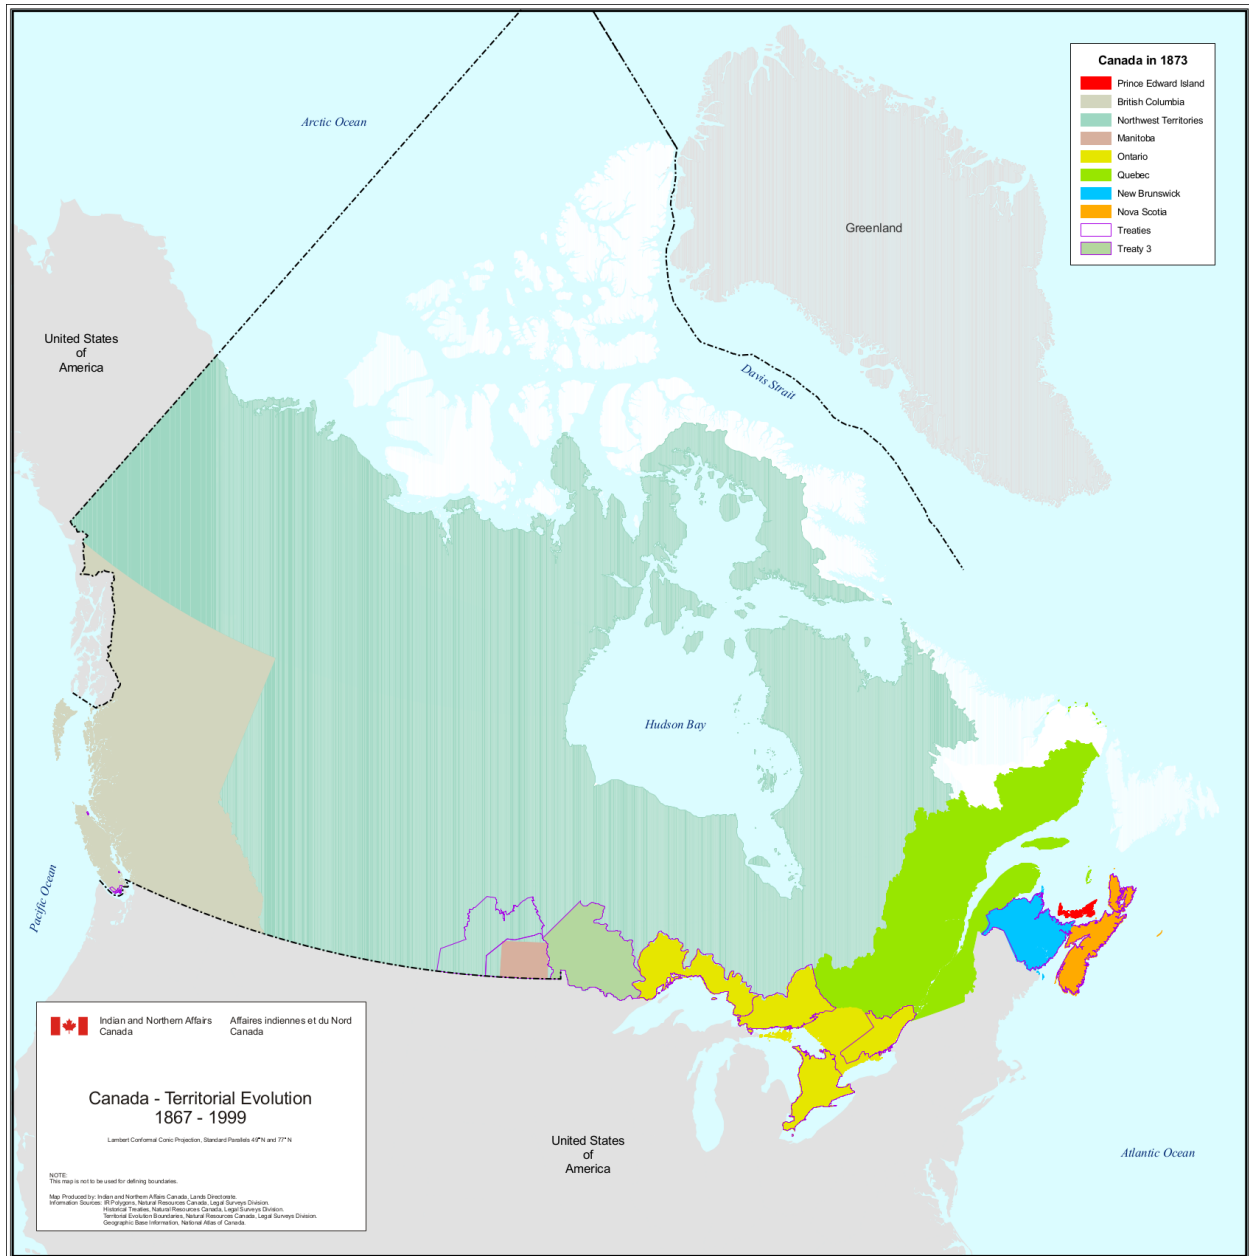 Canada in 1873
Prince Edward Island
British Columbia
Northwest Territories
Manitoba
Ontario
Quebec
New Brunswick
Nova Scotia
Treaties
Treaty 3
Arctic Ocean
Greenland
United States
of
America
Davis Strait
Hudson Bay
Pacific Ocean
Indian and Northern Affairs
Canada
Affaires indiennes et du Nord
Canada
Canada - Territorial Evolution
1867 - 1999
Lambert Conformal Conic Projection, Standard Parallels 49° N and 77° N
NOTE:
This map is not to be used for defining boundaries.
Map Produced by: Indian and Northern Affairs Canada, Lands Directorate.
Information Sources: IR Polygons, Natural Resources Canada, Legal Surveys Division.
Historical Treaties, Natural Resources Canada, Legal Surveys Division.
Territorial Evolution Boundaries, Natural Resources Canada, Legal Surveys Division.
Geographic Base Information, National Atlas of Canada.
United States
of
America
Atlantic Ocean